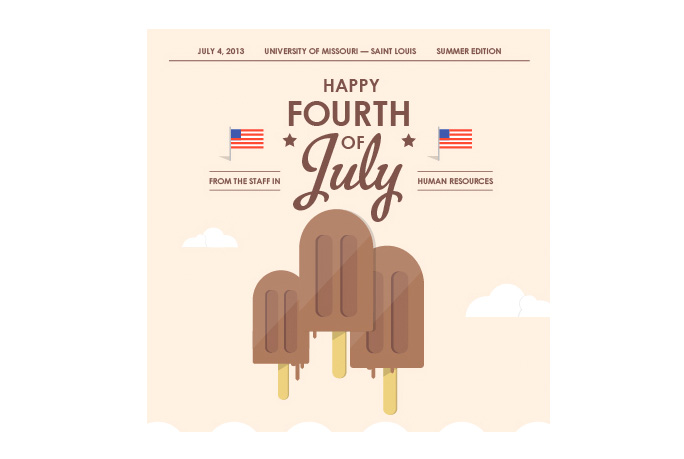 JULY 4, 2013 UNIVERSITY OF MISSOURI — SAINT LOUIS SUMMER EDITION
HAPPY
FOURTH
OF
July
FROM THE STAFF IN HUMAN RESOURCES